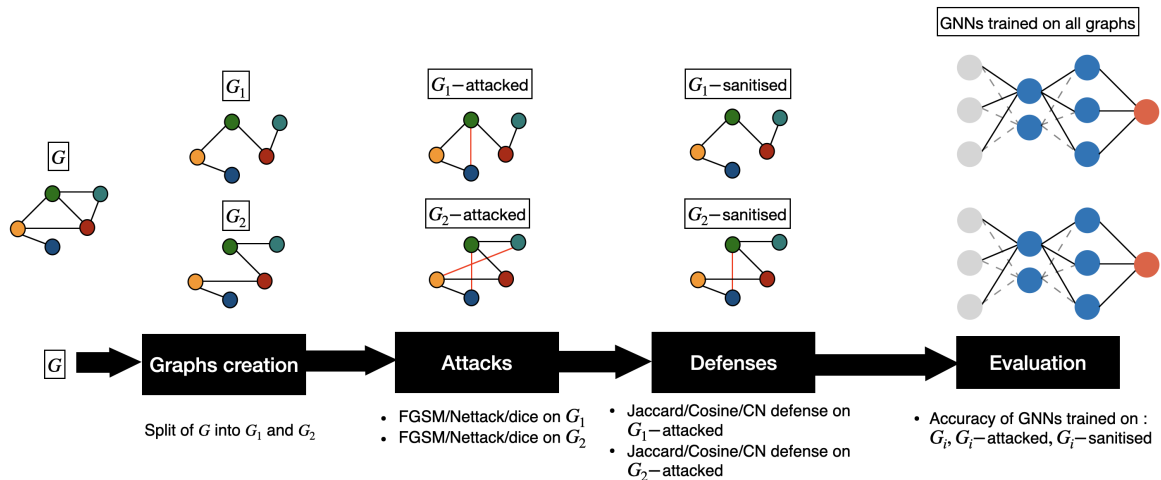 GNNs trained on all graphs
G₁
G₁−attacked
G₁−sanitised
G
G₂
G₂−attacked
G₂−sanitised
G
Graphs creation
Attacks
Defenses
Evaluation
Split of G into G₁ and G₂
• FGSM/Nettack/dice on G₁
• FGSM/Nettack/dice on G₂
• Jaccard/Cosine/CN defense on
G₁−attacked
• Jaccard/Cosine/CN defense on
G₂−attacked
• Accuracy of GNNs trained on :
Gᵢ, Gᵢ−attacked, Gᵢ−sanitised